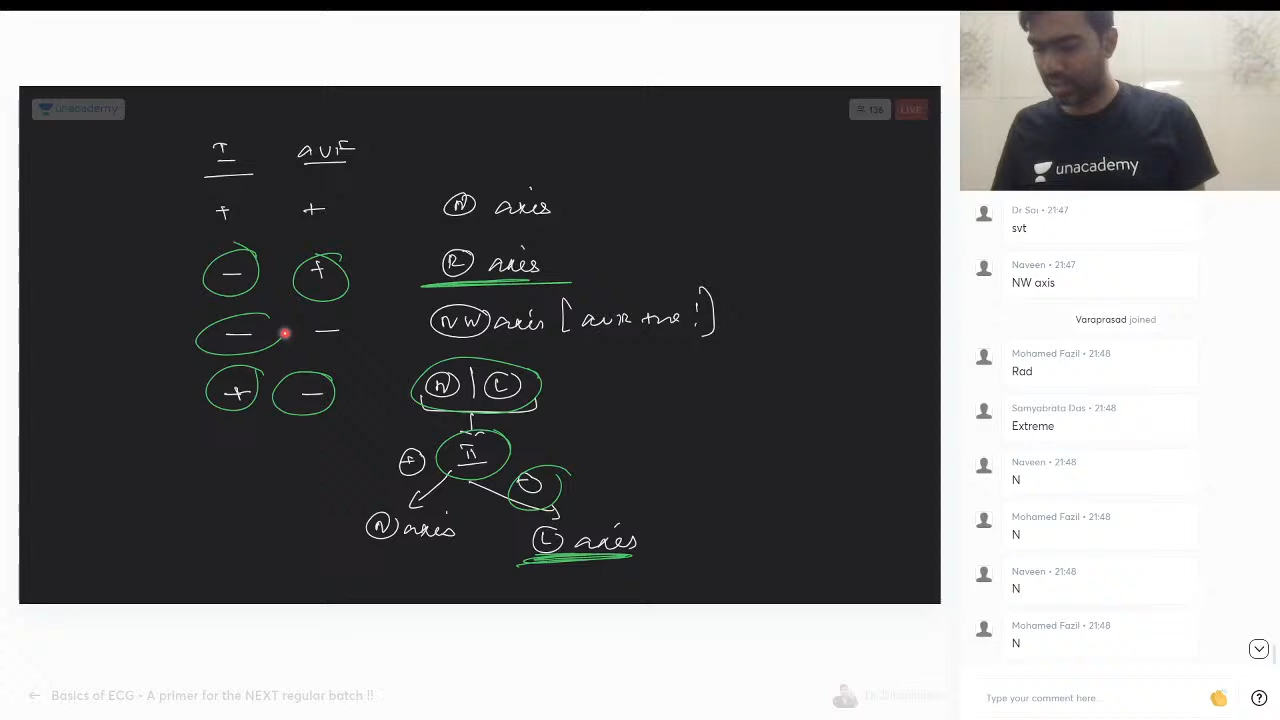 unacademy
136
LIVE
I aVF
+ + (N) axis
− + (R) axis
− − (NW) axis [aVR +ve!]
+ − (N) | (L)
(+) II (−)
(N) axis
(L) axis
unacademy
Dr Sai • 21:47
svt
Naveen • 21:47
NW axis
Varaprasad joined
Mohamed Fazil • 21:48
Rad
Samyabrata Das • 21:48
Extreme
Naveen • 21:48
N
Mohamed Fazil • 21:48
N
Naveen • 21:48
N
Mohamed Fazil • 21:48
N
Type your comment here...
← Basics of ECG - A primer for the NEXT regular batch !!